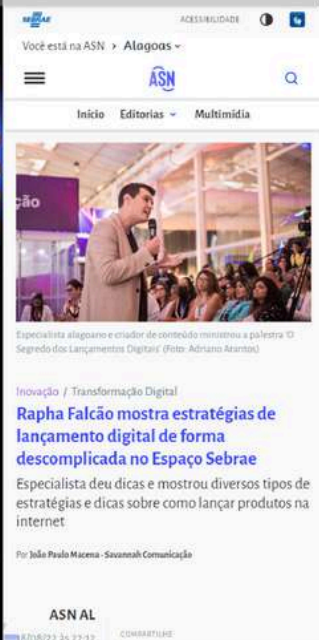 SEBRAE
ACESSIBILIDADE
Você está na ASN > Alagoas
ASN
Início Editorias Multimídia
ção
Especialista alagoano e criador de conteúdo ministrou a palestra 'O
Segredo dos Lançamentos Digitais' (Foto: Adriano Arantos)
Inovação / Transformação Digital
Rapha Falcão mostra estratégias de
lançamento digital de forma
descomplicada no Espaço Sebrae
Especialista deu dicas e mostrou diversos tipos de
estratégias e dicas sobre como lançar produtos na
internet
Por João Paulo Macena - Savannah Comunicação
ASN AL
COMPARTILHE